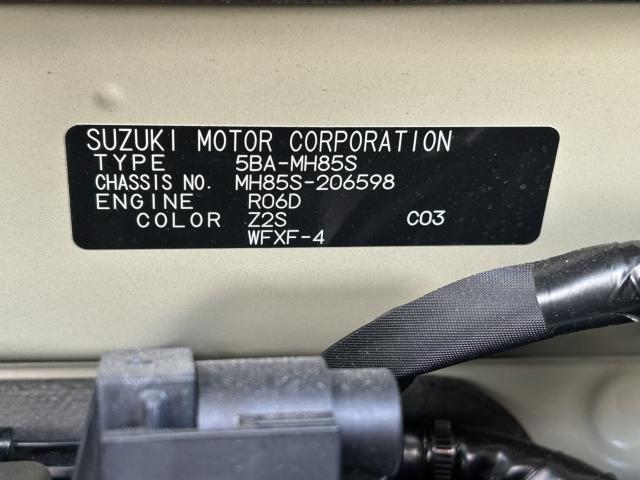 SUZUKI MOTOR CORPORATION
TYPE 5BA-MH85S
CHASSIS NO. MH85S-206598
ENGINE R06D
COLOR Z2S C03
WFXF-4